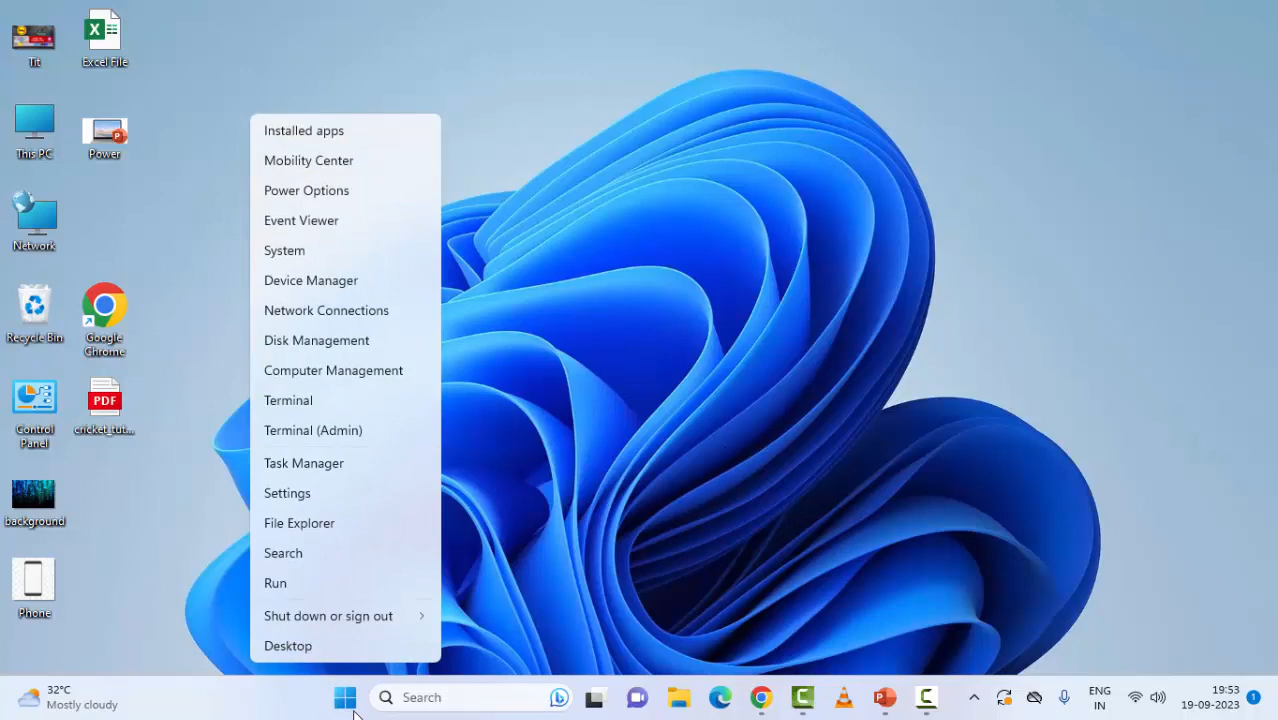 Tit
Excel File
This PC
Power
Network
Recycle Bin
Google
Chrome
Control
Panel
PDF
cricket_tut...
background
Phone
Installed apps
Mobility Center
Power Options
Event Viewer
System
Device Manager
Network Connections
Disk Management
Computer Management
Terminal
Terminal (Admin)
Task Manager
Settings
File Explorer
Search
Run
Shut down or sign out
Desktop
32°C
Mostly cloudy
Search
ENG
IN
19:53
19-09-2023
1